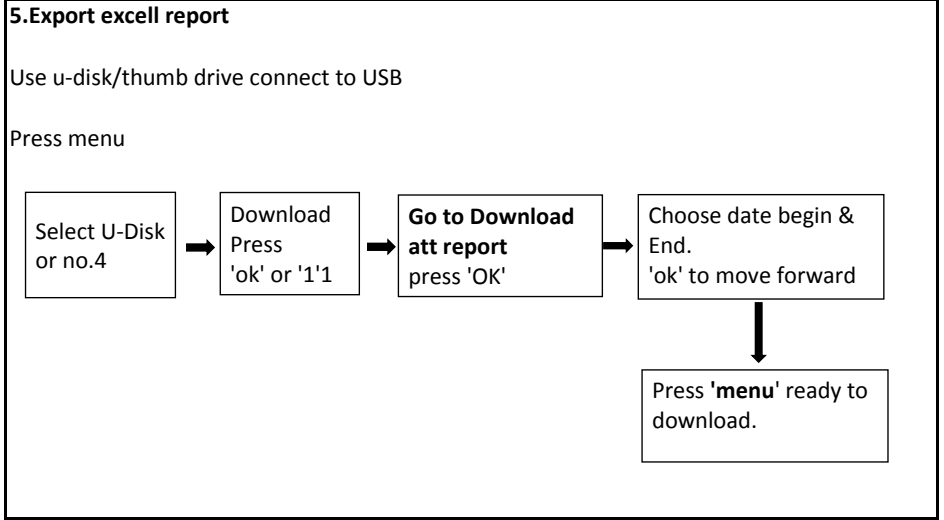 5.Export excell report
Use u-disk/thumb drive connect to USB
Press menu
Select U-Disk
or no.4
Download
Press
'ok' or '1'1
Go to Download
att report
press 'OK'
Choose date begin &
End.
'ok' to move forward
Press 'menu' ready to
download.